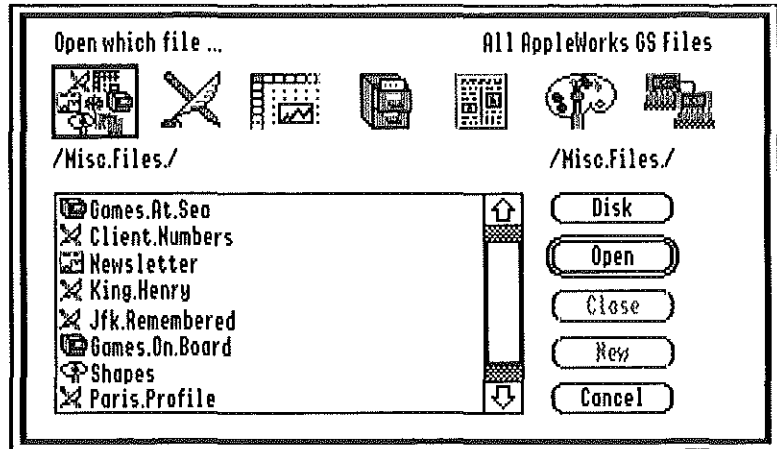 Open which file ... All AppleWorks GS Files
/Misc.Files./ /Misc.Files./
Games.At.Sea
Client.Numbers
Newsletter
King.Henry
Jfk.Remembered
Games.On.Board
Shapes
Paris.Profile
Disk
Open
Close
New
Cancel